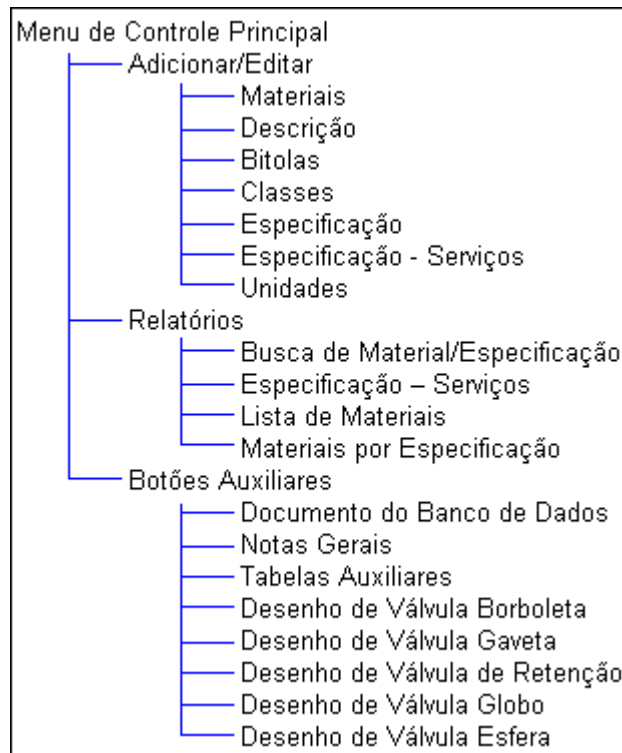 Menu de Controle Principal
Adicionar/Editar
Materiais
Descrição
Bitolas
Classes
Especificação
Especificação - Serviços
Unidades
Relatórios
Busca de Material/Especificação
Especificação – Serviços
Lista de Materiais
Materiais por Especificação
Botões Auxiliares
Documento do Banco de Dados
Notas Gerais
Tabelas Auxiliares
Desenho de Válvula Borboleta
Desenho de Válvula Gaveta
Desenho de Válvula de Retenção
Desenho de Válvula Globo
Desenho de Válvula Esfera